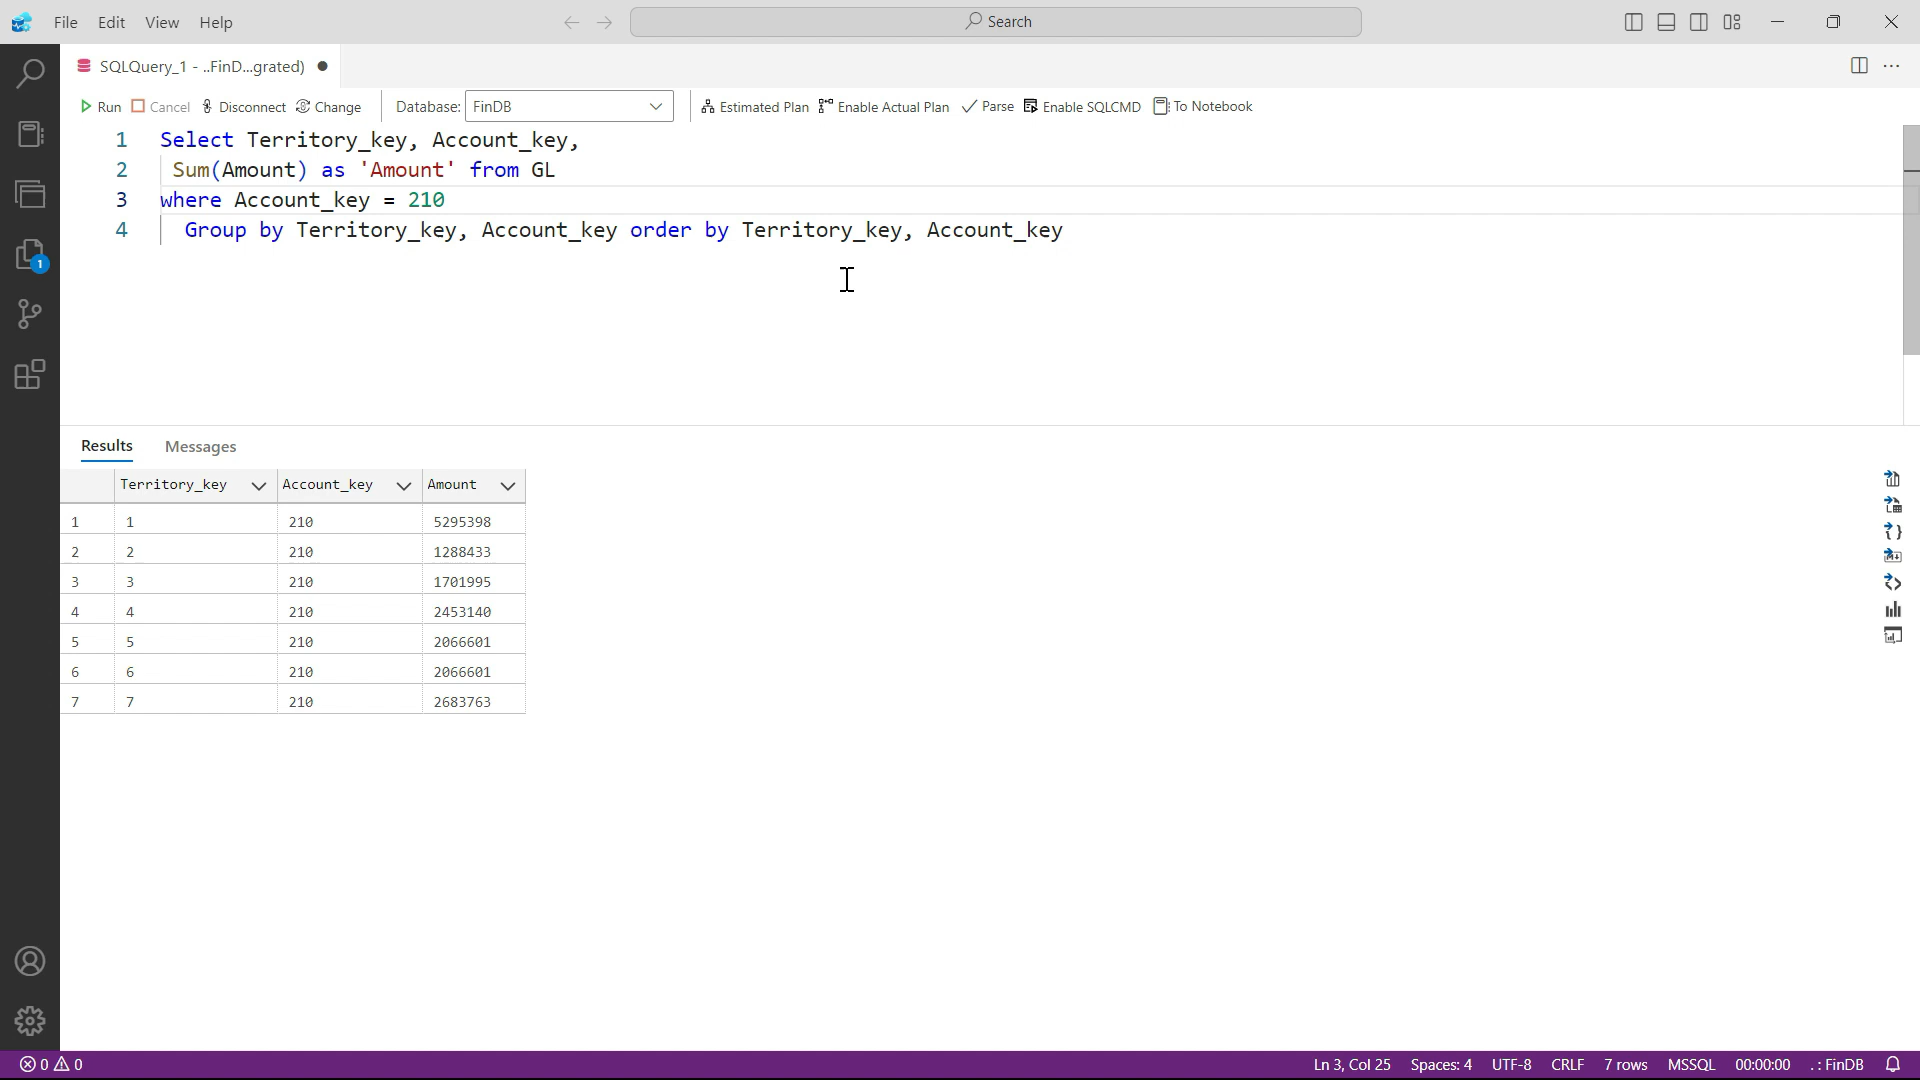 File Edit View Help Search
SQLQuery_1 - ..FinD...grated)
Run Cancel Disconnect Change Database: FinDB Estimated Plan Enable Actual Plan Parse Enable SQLCMD To Notebook
1 Select Territory_key, Account_key,
2 Sum(Amount) as 'Amount' from GL
3 where Account_key = 210
4 Group by Territory_key, Account_key order by Territory_key, Account_key
1
Results Messages
Territory_key Account_key Amount
1 1 210 5295398
2 2 210 1288433
3 3 210 1701995
4 4 210 2453140
5 5 210 2066601
6 6 210 2066601
7 7 210 2683763
0 0 Ln 3, Col 25 Spaces: 4 UTF-8 CRLF 7 rows MSSQL 00:00:00 . : FinDB